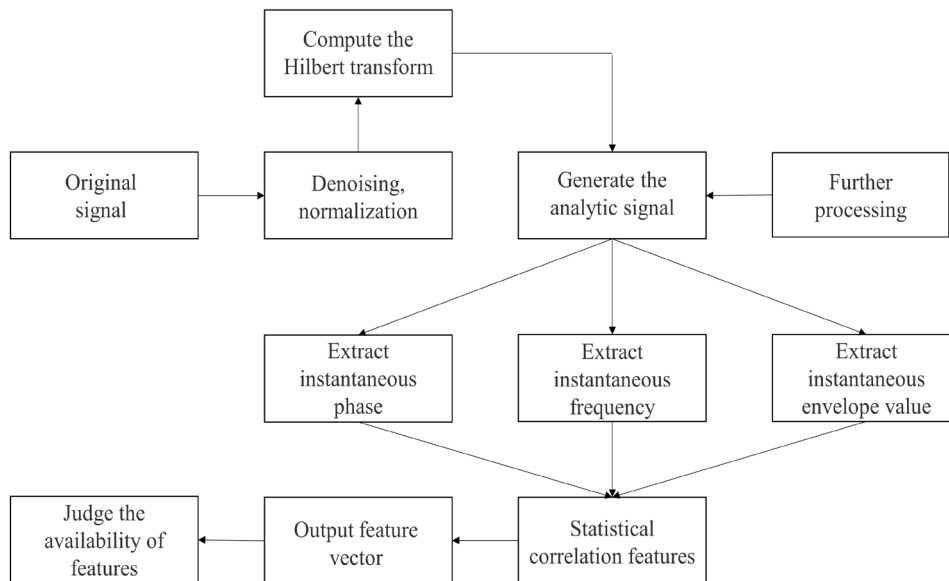 Compute the
Hilbert transform
Original
signal
Denoising,
normalization
Generate the
analytic signal
Further
processing
Extract
instantaneous
phase
Extract
instantaneous
frequency
Extract
instantaneous
envelope value
Judge the
availability of
features
Output feature
vector
Statistical
correlation features